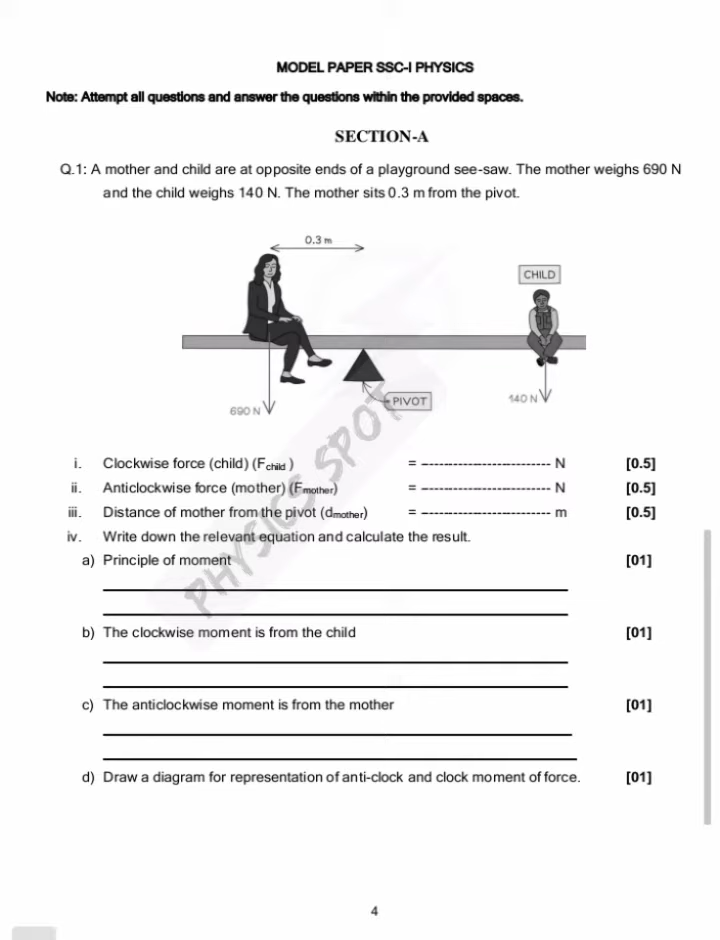 MODEL PAPER SSC-I PHYSICS
Note: Attempt all questions and answer the questions within the provided spaces.
SECTION-A
Q.1: A mother and child are at opposite ends of a playground see-saw. The mother weighs 690 N
and the child weighs 140 N. The mother sits 0.3 m from the pivot.
0.3 m
CHILD
PIVOT
690 N
140 N
PHYSICS SPOT
i. Clockwise force (child) (Fchild ) = -------------------------- N [0.5]
ii. Anticlockwise force (mother) (Fmother) = -------------------------- N [0.5]
iii. Distance of mother from the pivot (dmother) = -------------------------- m [0.5]
iv. Write down the relevant equation and calculate the result.
a) Principle of moment [01]
b) The clockwise moment is from the child [01]
c) The anticlockwise moment is from the mother [01]
d) Draw a diagram for representation of anti-clock and clock moment of force. [01]
4